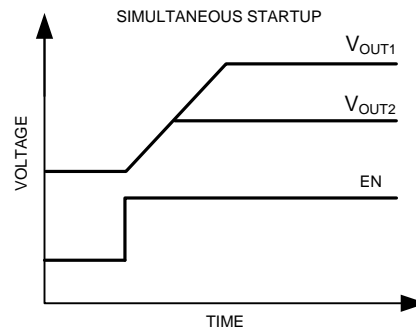 SIMULTANEOUS STARTUP
VOUT1
VOUT2
EN
VOLTAGE
TIME